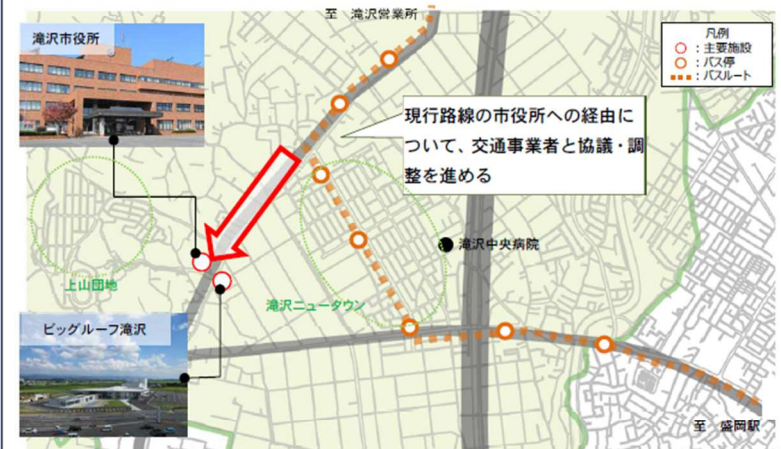 至　滝沢営業所
滝沢市役所
凡例
：主要施設
：バス停
：バスルート
現行路線の市役所への経由に
ついて、交通事業者と協議・調
整を進める
滝沢中央病院
上山団地
滝沢ニュータウン
ビッグルーフ滝沢
至　盛岡駅